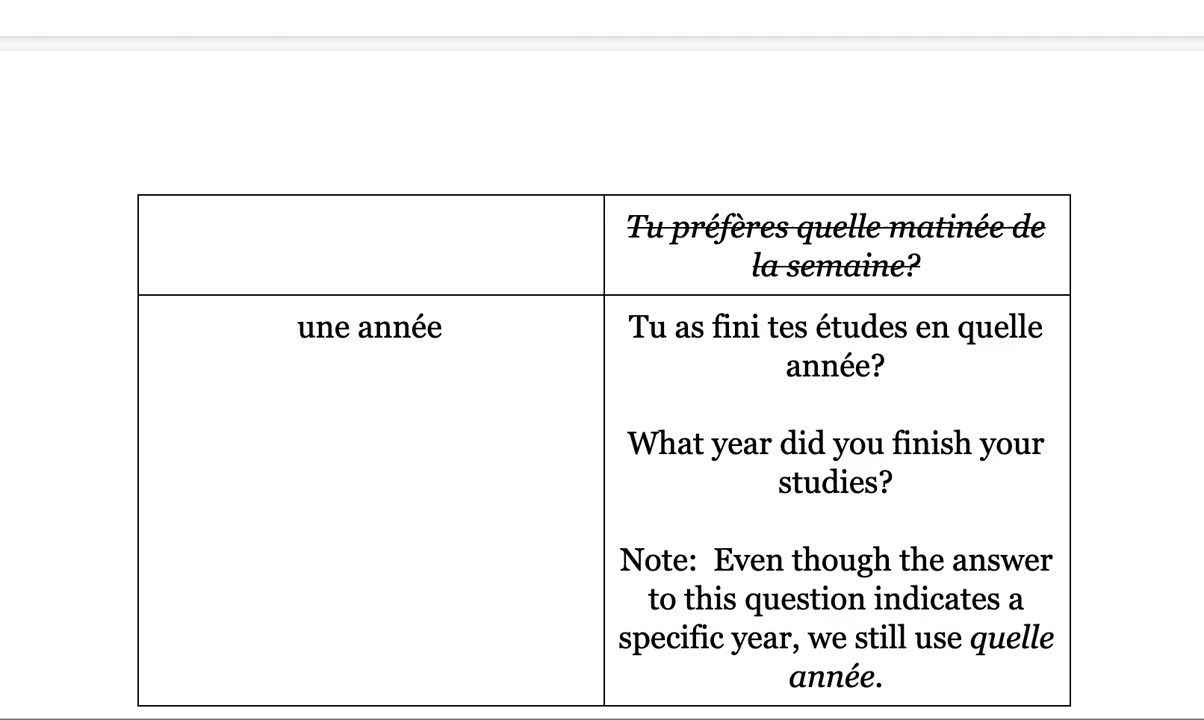 Tu préfères quelle matinée de
la semaine?
une année
Tu as fini tes études en quelle
année?
What year did you finish your
studies?
Note:  Even though the answer
to this question indicates a
specific year, we still use quelle
année.